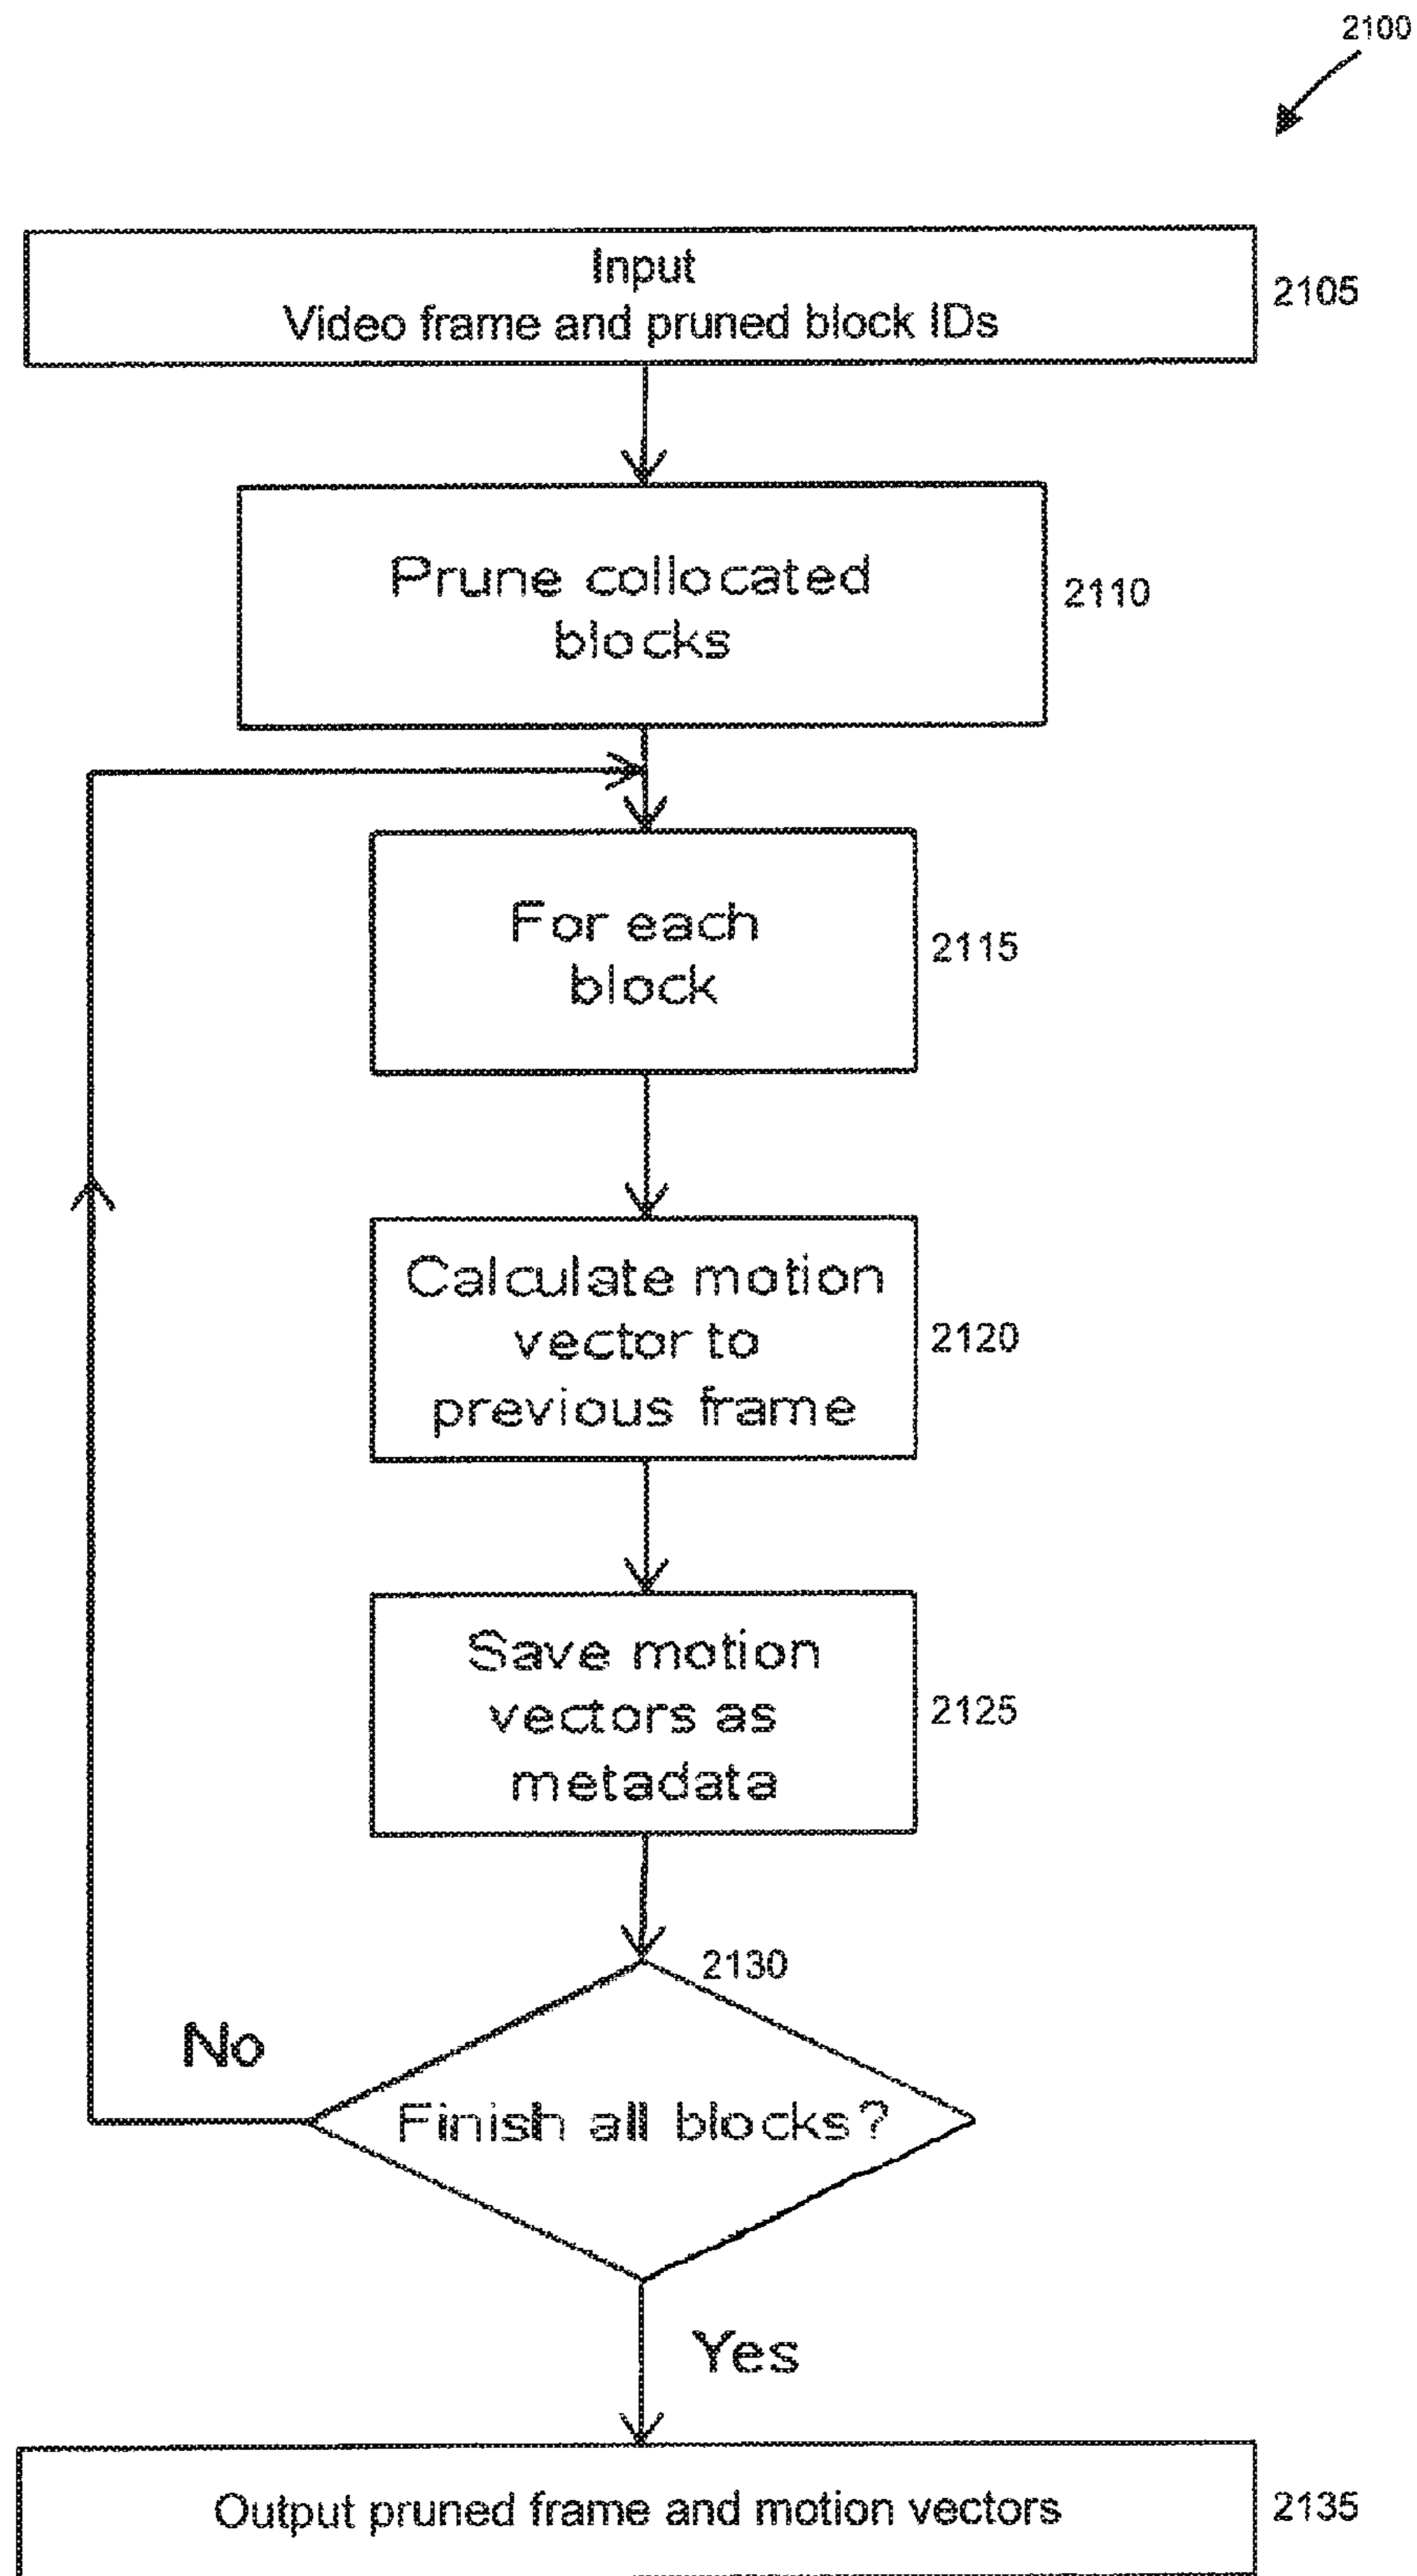 2100
Input
Video frame and pruned block IDs
2105
Prune collocated
blocks
2110
For each
block
2115
Calculate motion
vector to
previous frame
2120
Save motion
vectors as
metadata
2125
2130
No
Finish all blocks?
Yes
Output pruned frame and motion vectors
2135